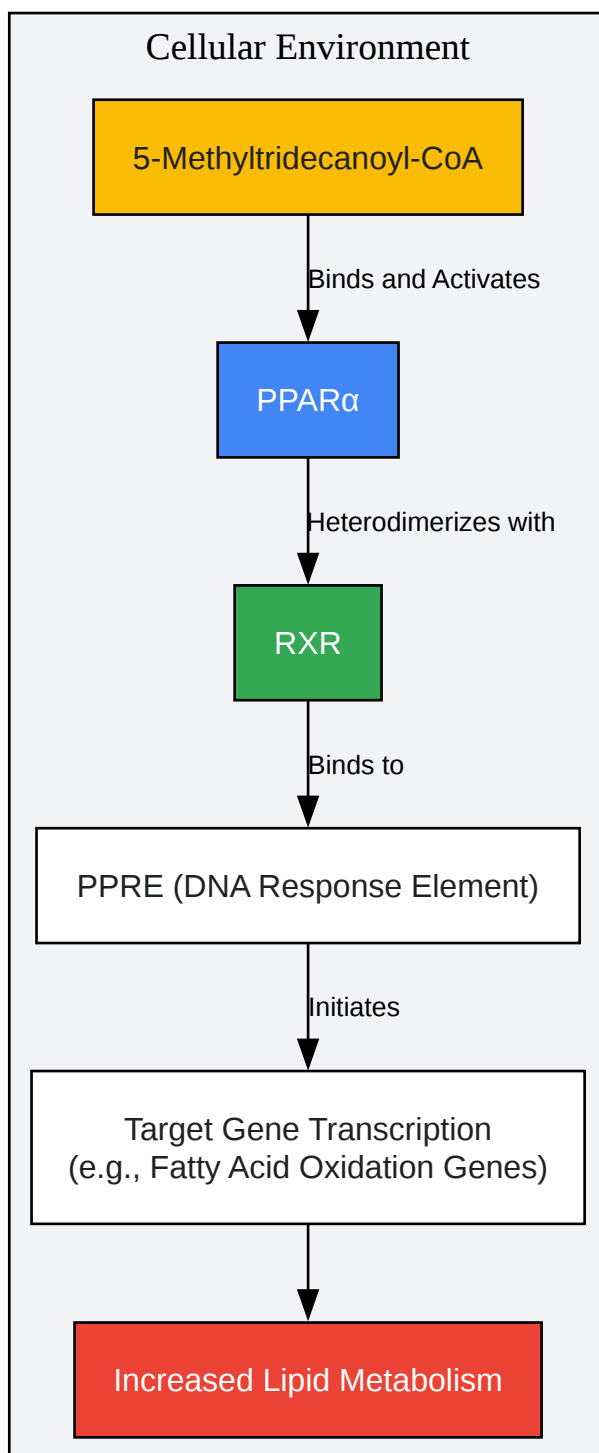 Cellular Environment
5-Methyltridecanoyl-CoA
Binds and Activates
PPARα
Heterodimerizes with
RXR
Binds to
PPRE (DNA Response Element)
Initiates
Target Gene Transcription
(e.g., Fatty Acid Oxidation Genes)
Increased Lipid Metabolism